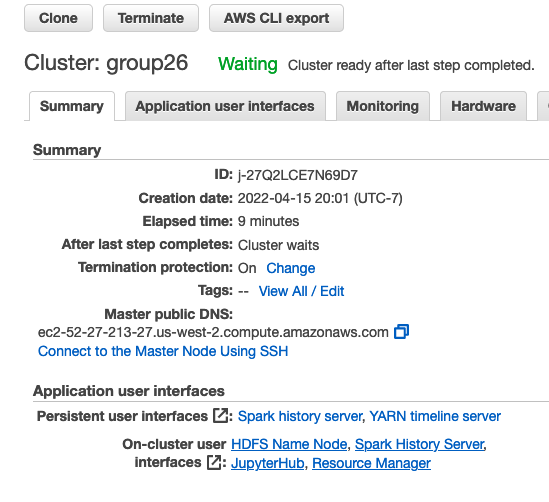 Clone Terminate AWS CLI export
Cluster: group26 Waiting Cluster ready after last step completed.
Summary Application user interfaces Monitoring Hardware
Summary
ID: j-27Q2LCE7N69D7
Creation date: 2022-04-15 20:01 (UTC-7)
Elapsed time: 9 minutes
After last step completes: Cluster waits
Termination protection: On Change
Tags: -- View All / Edit
Master public DNS:
ec2-52-27-213-27.us-west-2.compute.amazonaws.com
Connect to the Master Node Using SSH
Application user interfaces
Persistent user interfaces : Spark history server, YARN timeline server
On-cluster user HDFS Name Node, Spark History Server,
interfaces : JupyterHub, Resource Manager